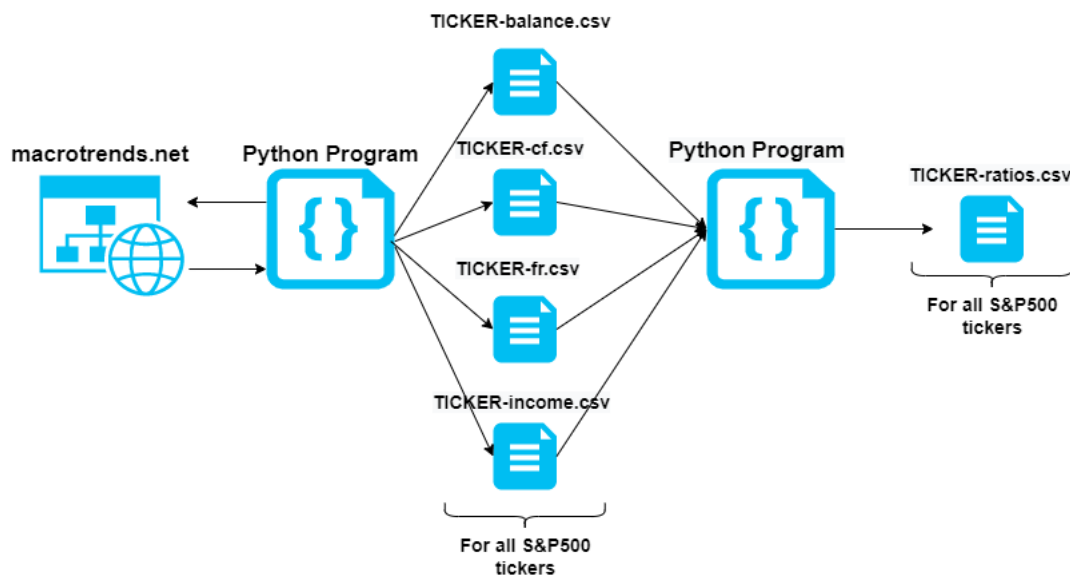 TICKER-balance.csv
macrotrends.net
Python Program
{ }
TICKER-cf.csv
TICKER-fr.csv
TICKER-income.csv
For all S&P500
tickers
Python Program
{ }
TICKER-ratios.csv
For all S&P500
tickers